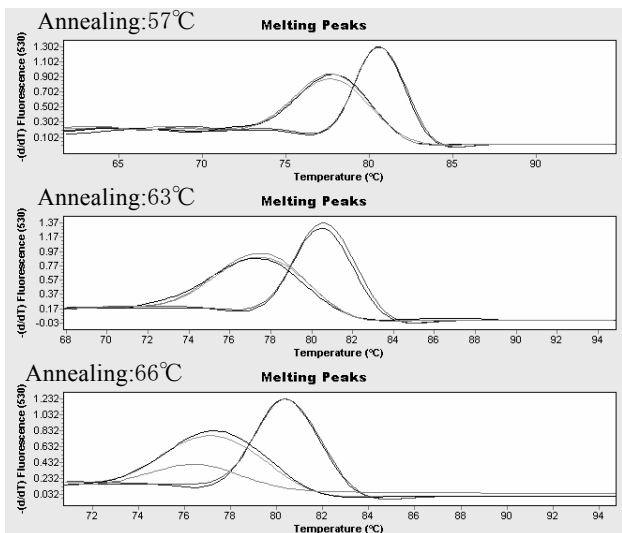 Annealing:57℃
Melting Peaks
-(d/dT) Fluorescence (530)
1.302
1.102
0.902
0.702
0.502
0.302
0.102
65 70 75 80 85 90
Temperature (°C)
Annealing:63℃
Melting Peaks
-(d/dT) Fluorescence (530)
1.37
1.17
0.97
0.77
0.57
0.37
0.17
-0.03
68 70 72 74 76 78 80 82 84 86 88 90 92 94
Temperature (°C)
Annealing:66℃
Melting Peaks
-(d/dT) Fluorescence (530)
1.232
1.032
0.832
0.632
0.432
0.232
0.032
72 74 76 78 80 82 84 86 88 90 92 94
Temperature (°C)